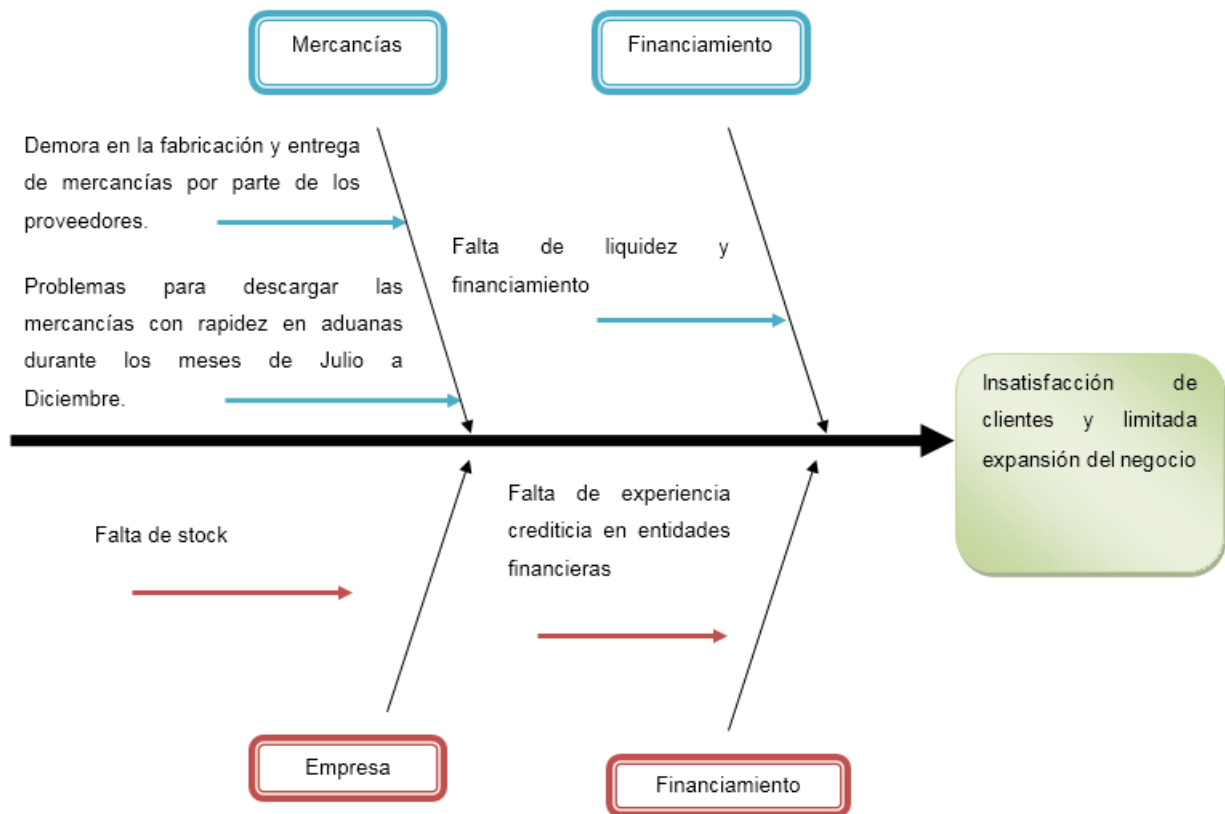 Mercancías
Financiamiento
Demora en la fabricación y entrega
de mercancías por parte de los
proveedores.
Falta de liquidez y
financiamiento
Problemas para descargar las
mercancías con rapidez en aduanas
durante los meses de Julio a
Diciembre.
Insatisfacción de
clientes y limitada
expansión del negocio
Falta de stock
Falta de experiencia
crediticia en entidades
financieras
Empresa
Financiamiento